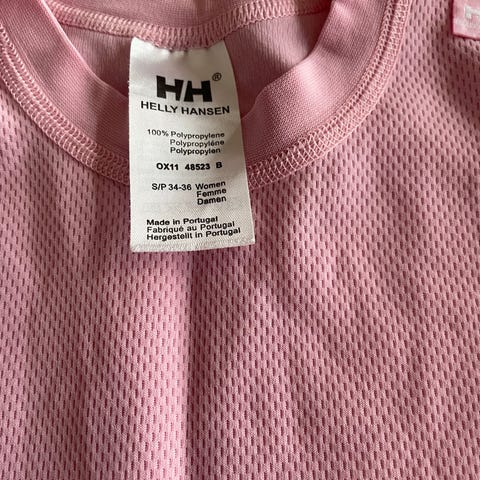 HH®
HELLY HANSEN
100% Polypropylene
Polypropyléne
Polypropylen
OX11 48523 B
S/P 34-36 Women
Femme
Damen
Made in Portugal
Fabriqué au Portugal
Hergestellt in Portugal